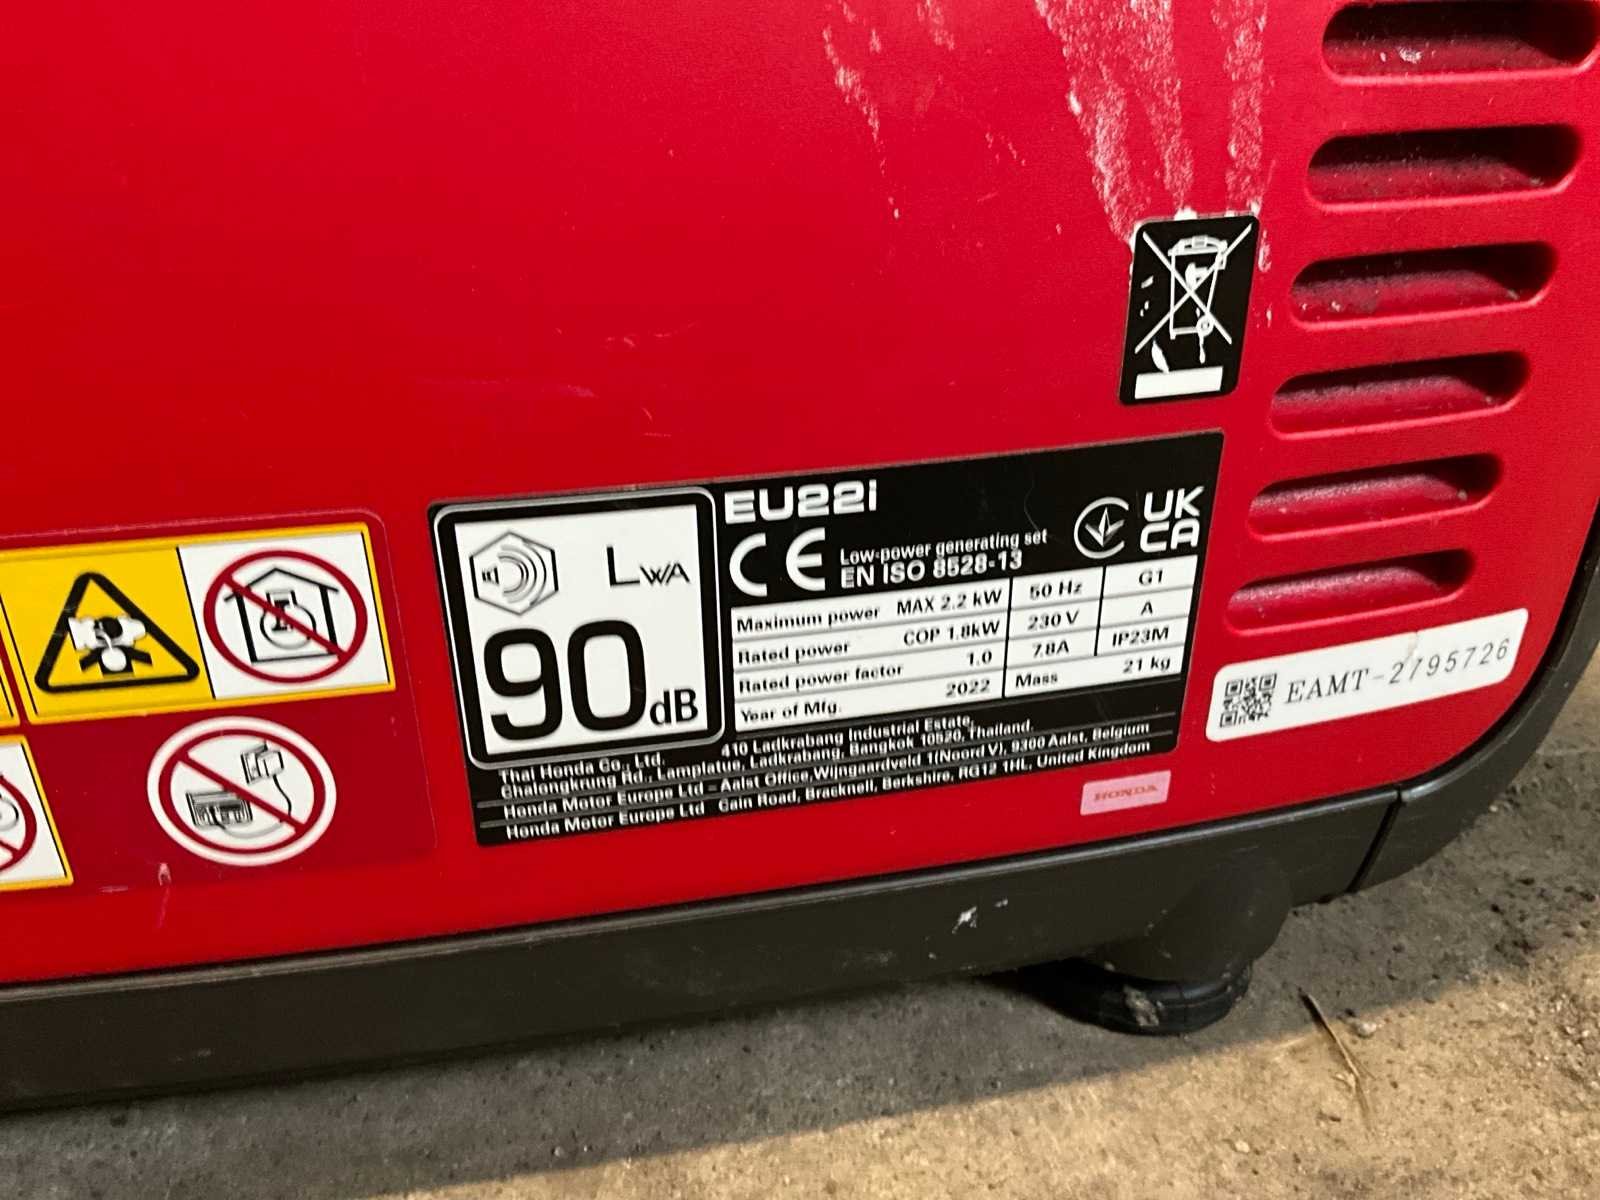 EU22i
CE
Low-power generating set
EN ISO 8528-13
UK
CA
LWA
90dB
Maximum power MAX 2.2 kW 50 Hz G1
Rated power COP 1.8kW 230 V A
Rated power factor 1.0 7.8A IP23M
Year of Mfg. 2022 Mass 21 kg
Thai Honda Co., Ltd. 410 Ladkrabang Industrial Estate,
Chalongkrung Rd., Lamplatue, Ladkrabang, Bangkok 10520, Thailand.
Honda Motor Europe Ltd - Aalst Office, Wijngaardveld 1(Noord V), 9300 Aalst, Belgium
Honda Motor Europe Ltd Cain Road, Bracknell, Berkshire, RG12 1HL, United Kingdom
HONDA
EAMT-2795726